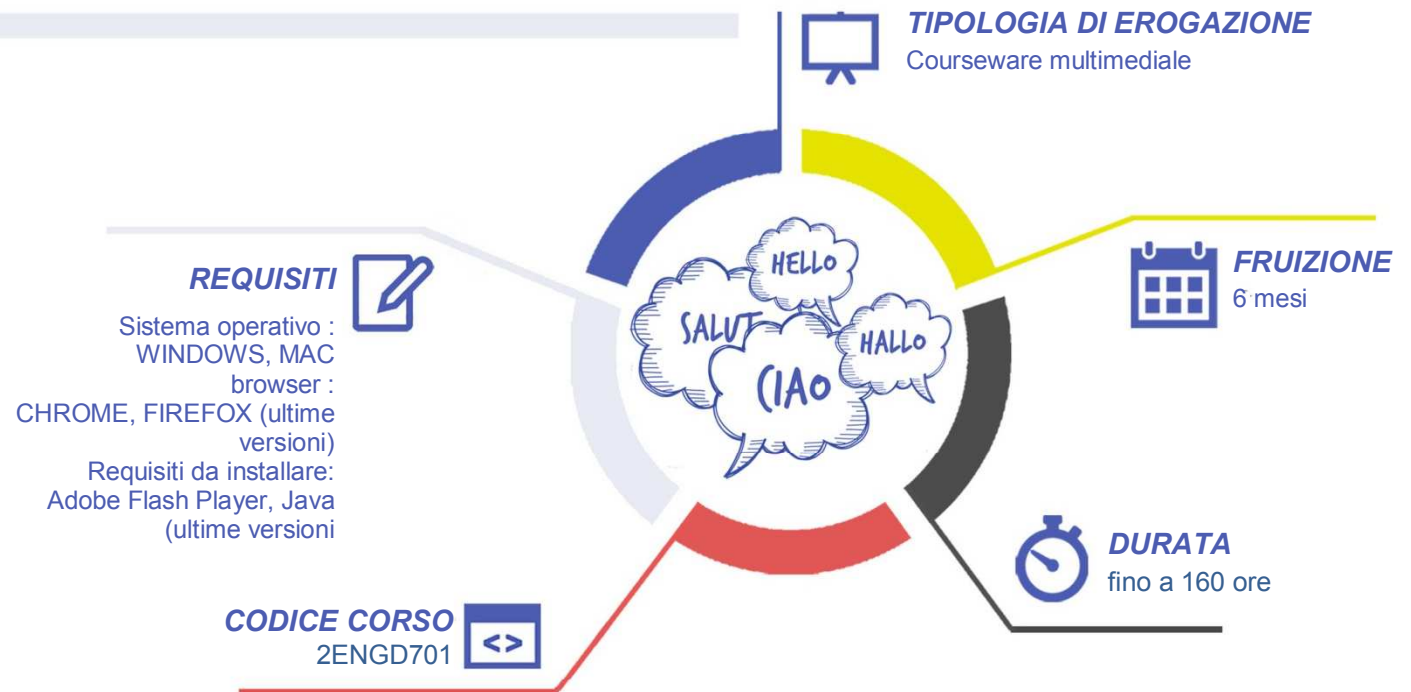 TIPOLOGIA DI EROGAZIONE
Courseware multimediale
REQUISITI
Sistema operativo :
WINDOWS, MAC
browser :
CHROME, FIREFOX (ultime
versioni)
Requisiti da installare:
Adobe Flash Player, Java
(ultime versioni
HELLO
SALUT
HALLO
CIAO
FRUIZIONE
6 mesi
DURATA
fino a 160 ore
CODICE CORSO
2ENGD701
<>